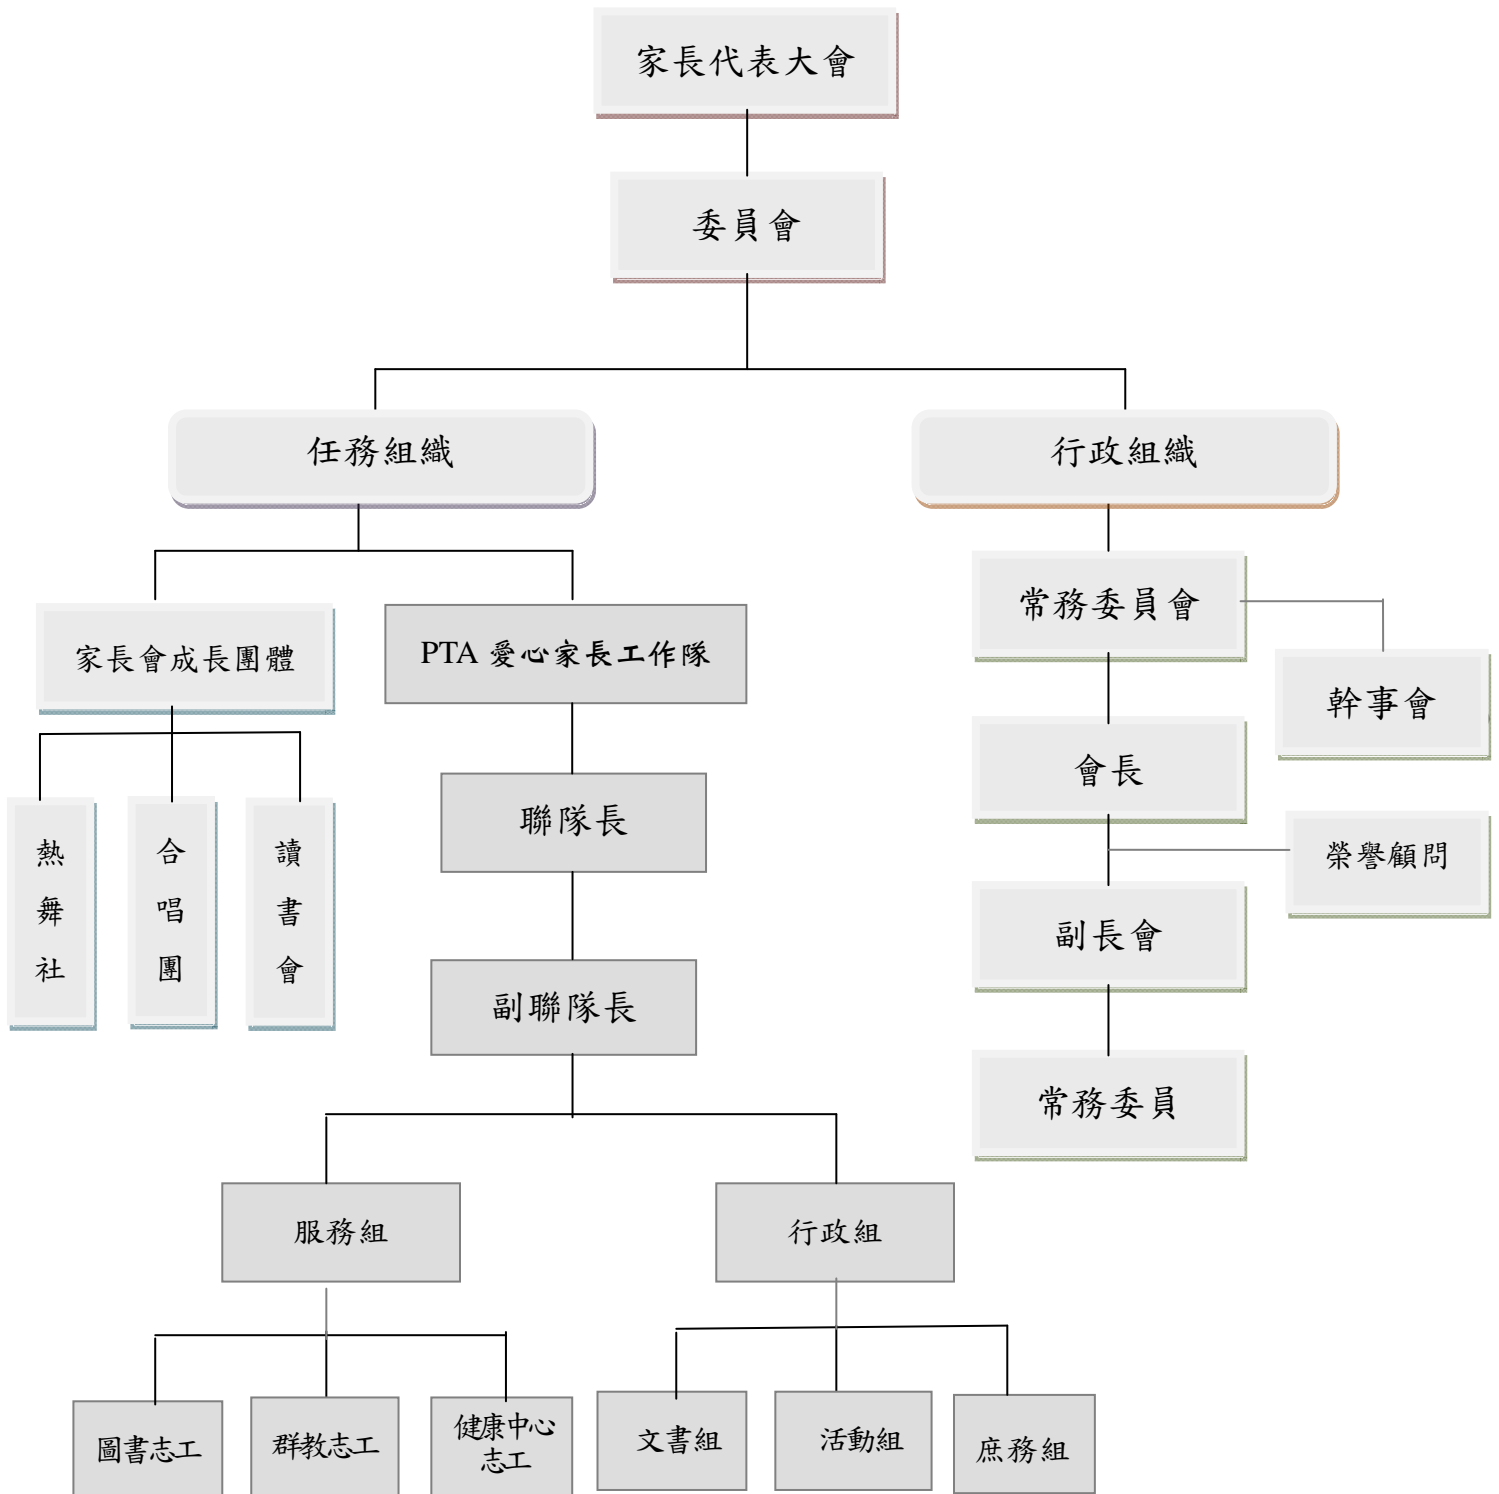 家長代表大會
委員會
任務組織
行政組織
家長會成長團體
PTA 愛心家長工作隊
常務委員會
幹事會
會長
榮譽顧問
副長會
常務委員
熱舞社
合唱團
讀書會
聯隊長
副聯隊長
服務組
行政組
圖書志工
群教志工
健康中心
志工
文書組
活動組
庶務組